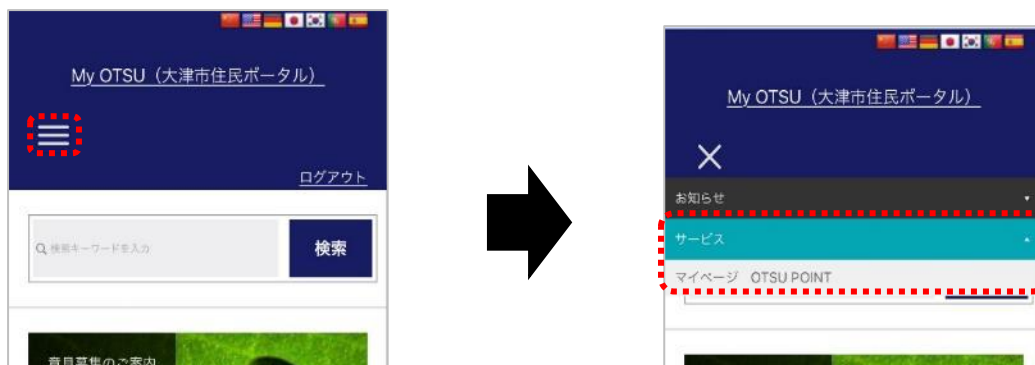 My OTSU（大津市住民ポータル）
ログアウト
検索キーワードを入力
検索
意見募集のご案内
My OTSU（大津市住民ポータル）
お知らせ
サービス
マイページ OTSU POINT